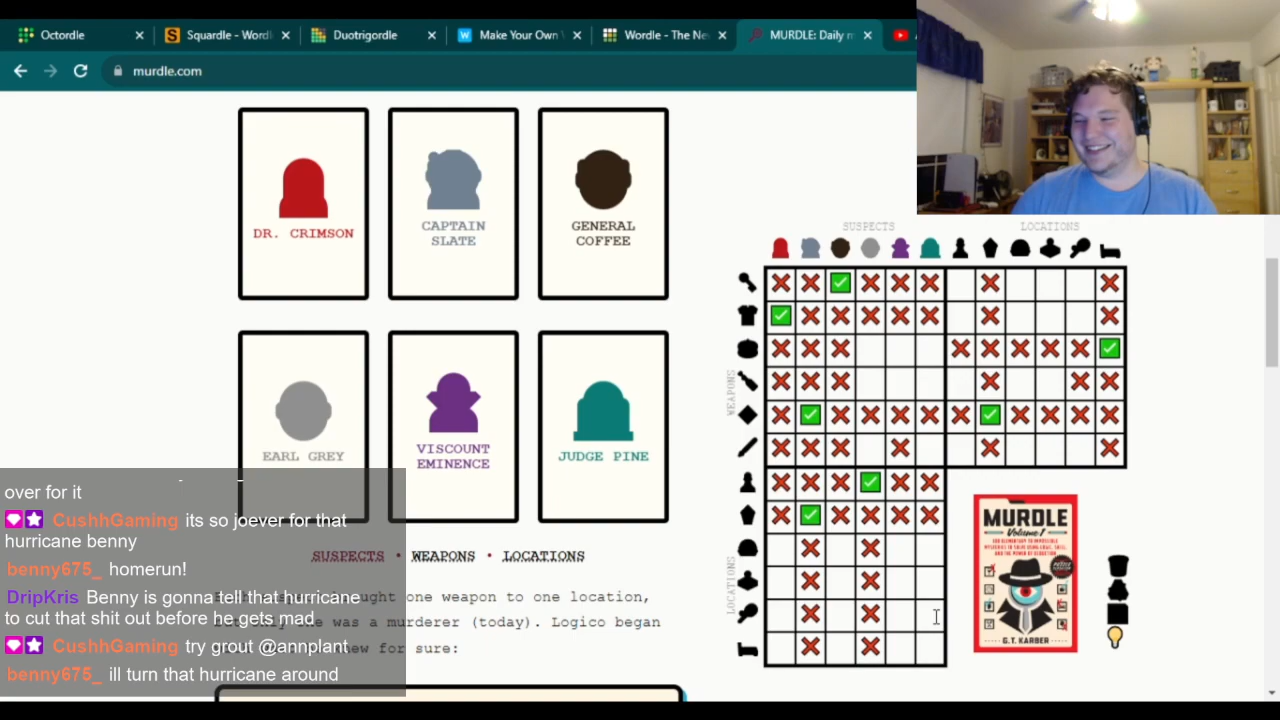 Octordle
Squardle - Wordl
Duotrigordle
Make Your Own
Wordle - The Ne
MURDLE: Daily m
murdle.com
DR. CRIMSON
CAPTAIN
SLATE
GENERAL
COFFEE
EARL GREY
VISCOUNT
EMINENCE
JUDGE PINE
SUSPECTS • WEAPONS • LOCATIONS
ught one weapon to one location,
was a murderer (today). Logico began
ew for sure:
SUSPECTS
LOCATIONS
WEAPONS
LOCATIONS
MURDLE
Volume 1
G.T. KARBER
over for it
CushhGaming its so joever for that
hurricane benny
benny675_ homerun!
DripKris Benny is gonna tell that hurricane
to cut that shit out before he gets mad
CushhGaming try grout @annplant
benny675_ ill turn that hurricane around